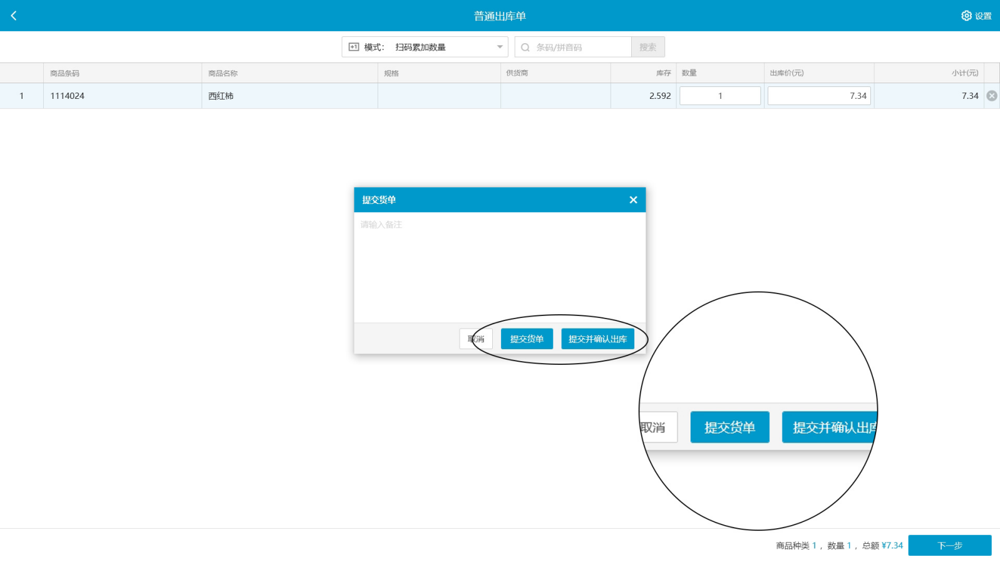 普通出库单
设置
模式： 扫码累加数量
条码/拼音码 搜索
商品条码 商品名称 规格 供货商 库存 数量 出库价(元) 小计(元)
1 1114024 西红柿 2.592 1 7.34 7.34
提交货单
请输入备注
取消 提交货单 提交并确认出库
取消 提交货单 提交并确认出库
商品种类 1 ，数量 1 ，总额 ¥7.34 下一步